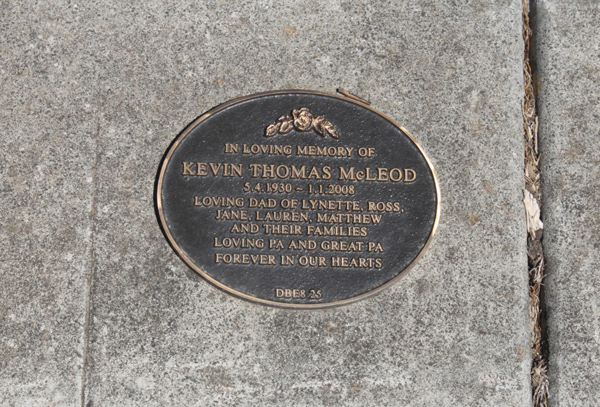 IN LOVING MEMORY OF
KEVIN THOMAS McLEOD
5.4.1930 – 1.1.2008
LOVING DAD OF LYNETTE, ROSS,
JANE, LAUREN, MATTHEW
AND THEIR FAMILIES
LOVING PA AND GREAT PA
FOREVER IN OUR HEARTS
DBE8 25